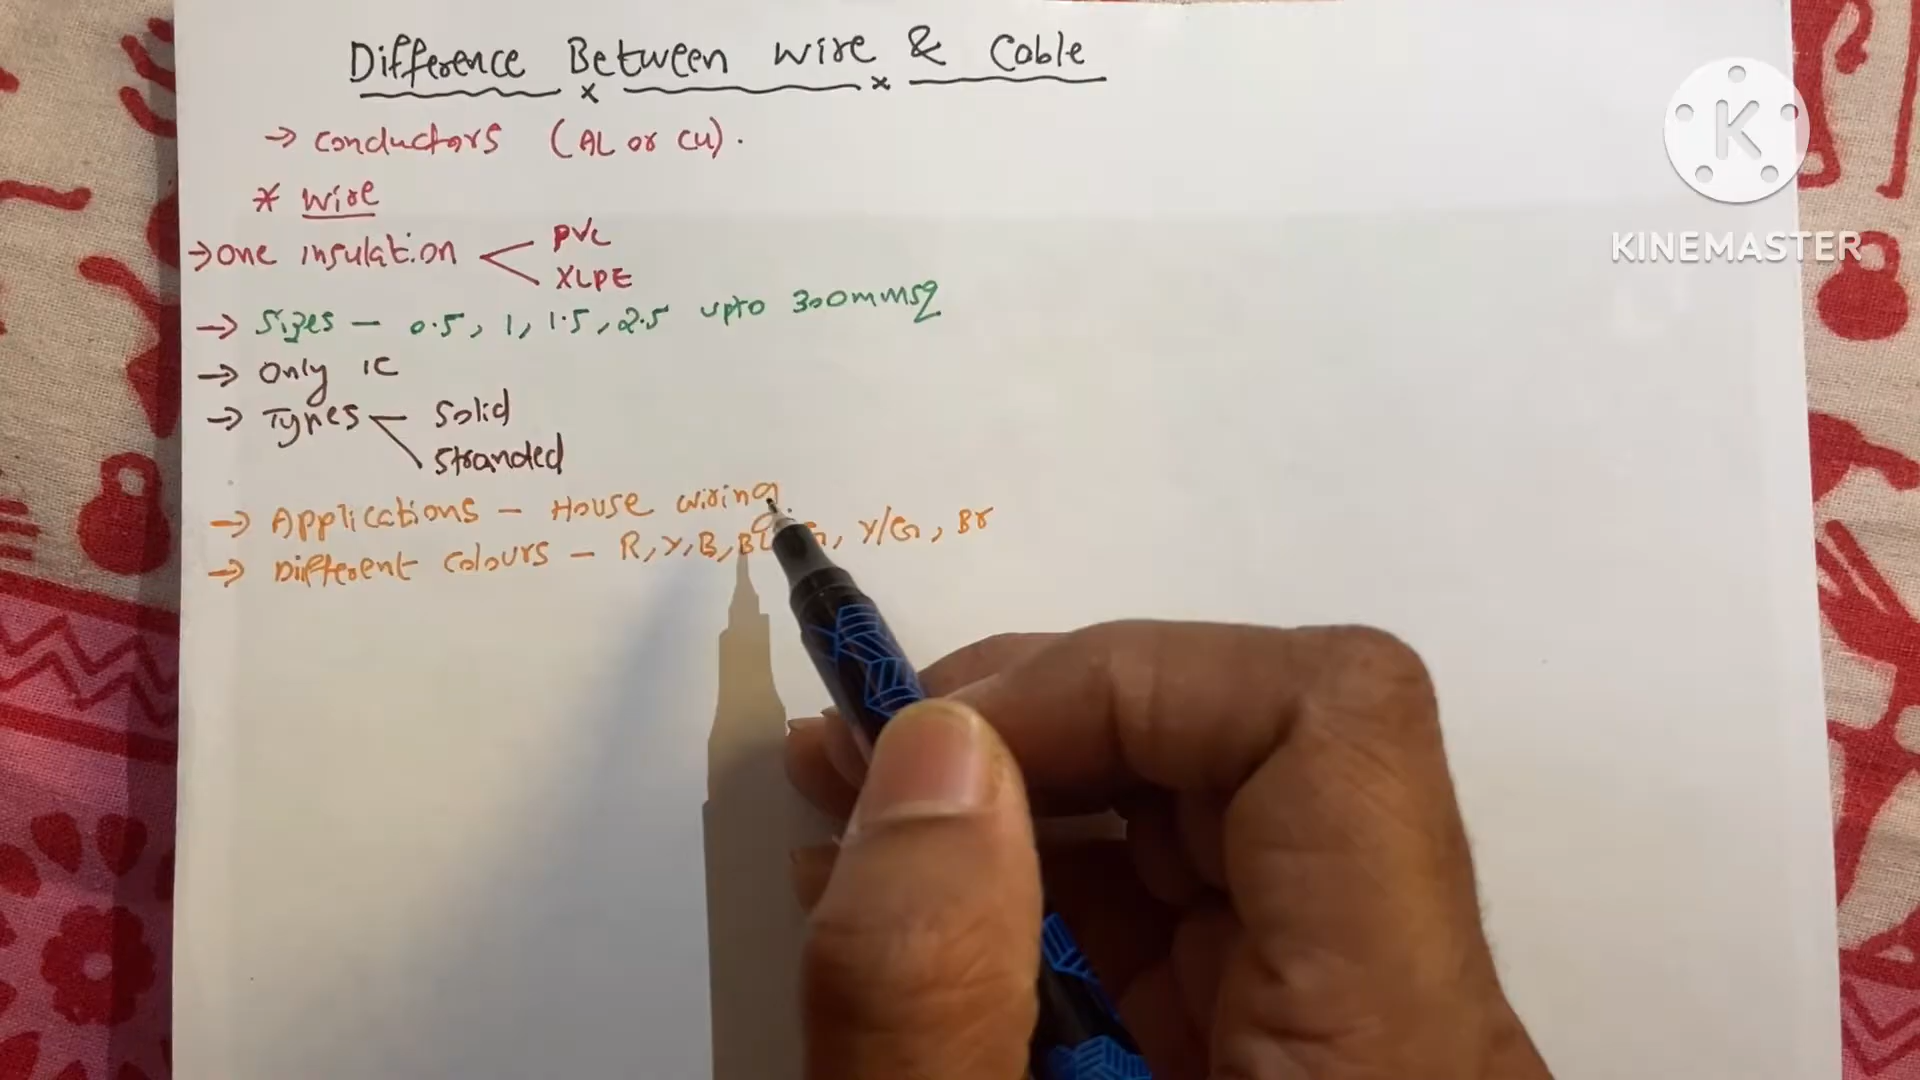 Difference Between Wire & Cable
x x
→ Conductors (AL or CU).
* Wire
→ One insulation PVC
XLPE
→ Sizes - 0.5, 1, 1.5, 2.5 upto 300mmsq
→ Only 1C
→ Types Solid
Stranded
→ Applications - House wiring.
→ Different Colours - R, Y, B, Y/G, Br
K
KINEMASTER